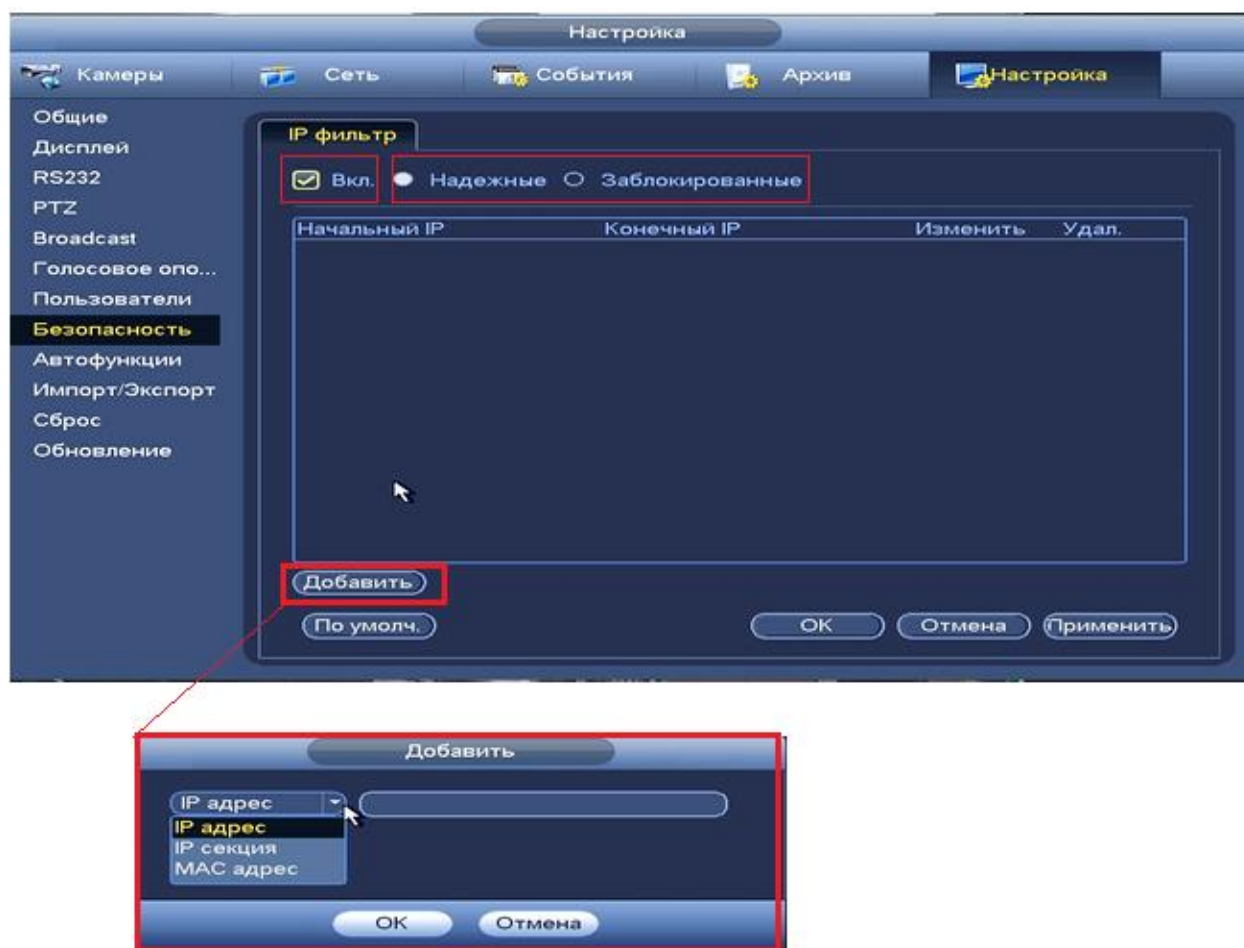 Настройка
Камеры Сеть События Архив Настройка
Общие
Дисплей
RS232
PTZ
Broadcast
Голосовое опо...
Пользователи
Безопасность
Автофункции
Импорт/Экспорт
Сброс
Обновление
IP фильтр
Вкл. Надежные Заблокированные
Начальный IP Конечный IP Изменить Удал.
Добавить
По умолч. OK Отмена Применить
Добавить
IP адрес
IP адрес
IP секция
MAC адрес
OK Отмена